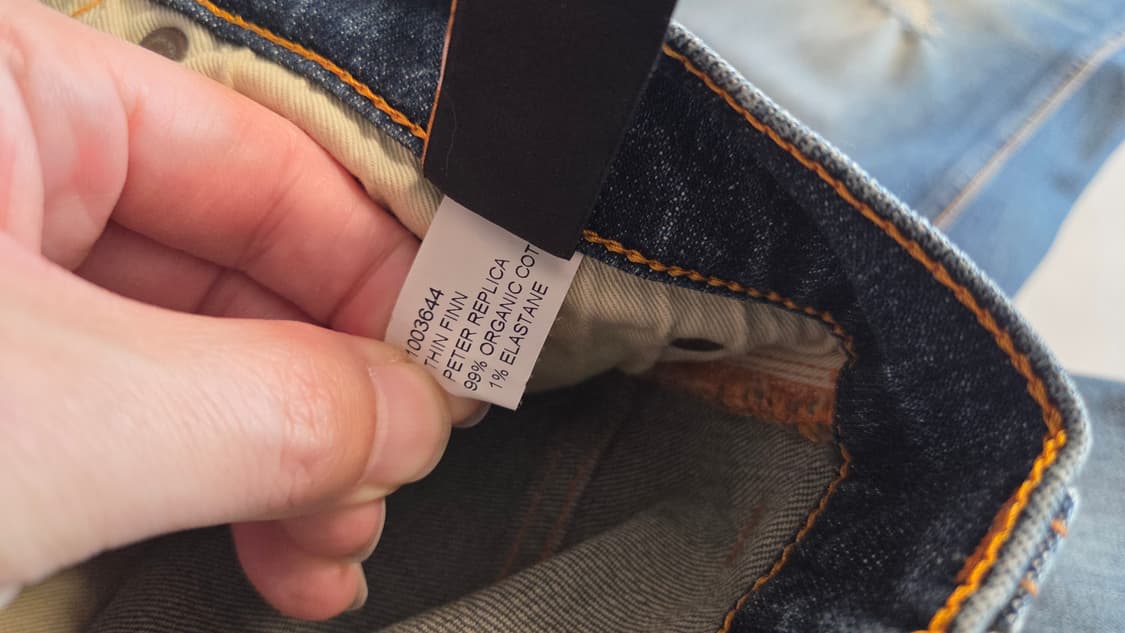 1003644
THIN FINN
PETER REPLICA
99% ORGANIC COT
1% ELASTANE